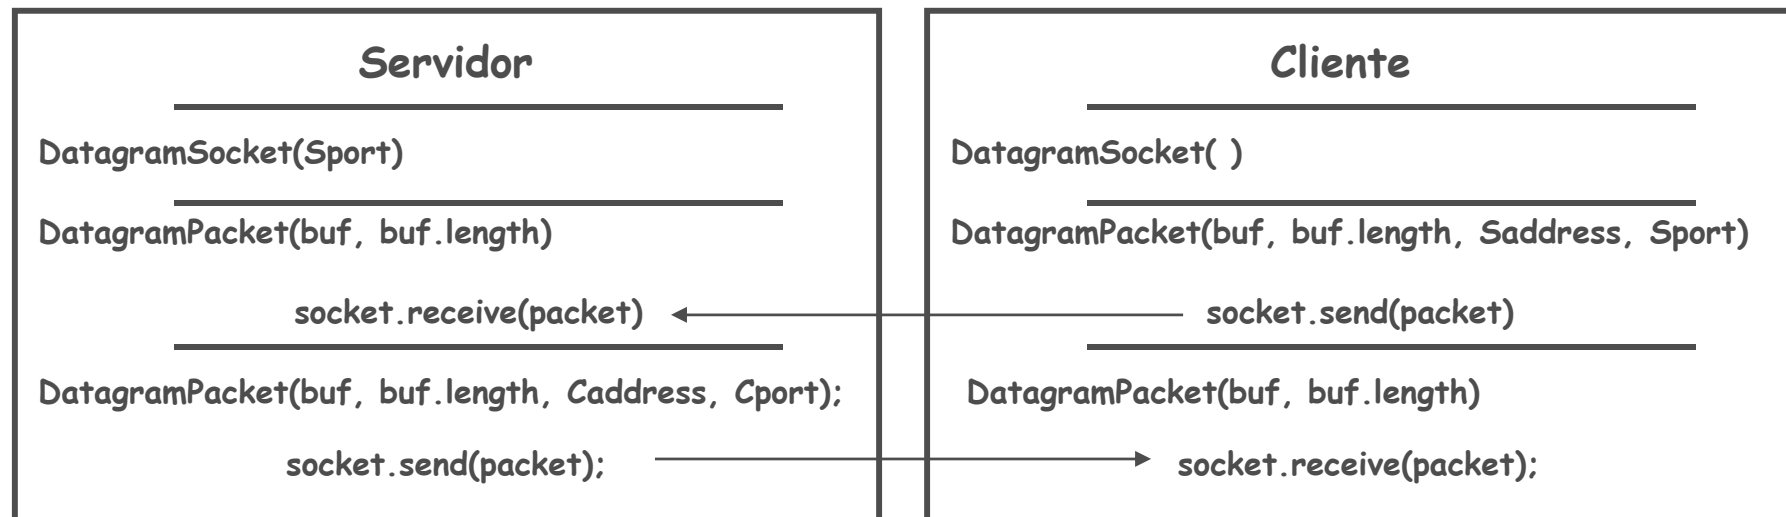 Servidor
DatagramSocket(Sport)
DatagramPacket(buf, buf.length)
socket.receive(packet)
DatagramPacket(buf, buf.length, Caddress, Cport);
socket.send(packet);
Cliente
DatagramSocket( )
DatagramPacket(buf, buf.length, Saddress, Sport)
socket.send(packet)
DatagramPacket(buf, buf.length)
socket.receive(packet);